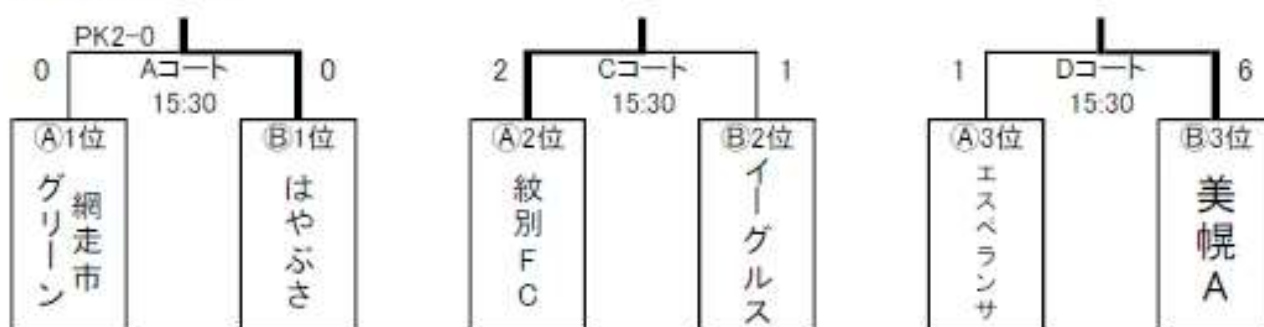 PK2-0
0 Aコート 0
15:30
Ⓐ1位
網走市
グリーン
Ⓑ1位
はやぶさ
2 Cコート 1
15:30
Ⓐ2位
紋別FC
Ⓑ2位
イーグルス
1 Dコート 6
15:30
Ⓐ3位
エスペランサ
Ⓑ3位
美幌A